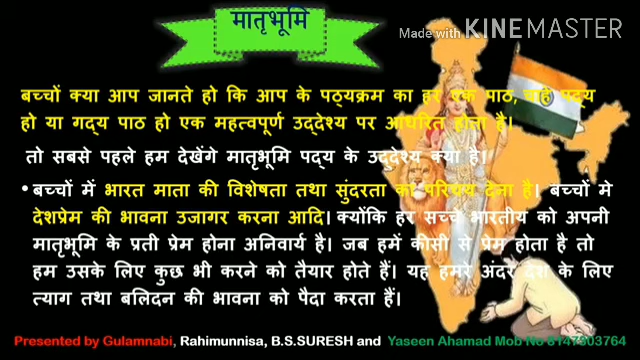 मातृभूमि
Made with KINEMASTER
बच्चों क्या आप जानते हो कि आप के पठ्यक्रम का हर एक पाठ, चाहे पद्य
हो या गद्य पाठ हो एक महत्वपूर्ण उद्देश्य पर आधरित होता है।
तो सबसे पहले हम देखेंगे मातृभूमि पद्य के उद्देश्य क्या है।
• बच्चों में भारत माता की विशेषता तथा सुंदरता का परिचय देना है। बच्चों मे
देशप्रेम की भावना उजागर करना आदि। क्योंकि हर सच्चे भारतीय को अपनी
मातृभूमि के प्रती प्रेम होना अनिवार्य है। जब हमें कीसी से प्रेम होता है तो
हम उसके लिए कुछ भी करने को तैयार होते हैं। यह हमरे अंदर देश के लिए
त्याग तथा बलिदन की भावना को पैदा करता हैं।
Presented by Gulamnabi, Rahimunnisa, B.S.SURESH and Yaseen Ahamad Mob No 8147303764